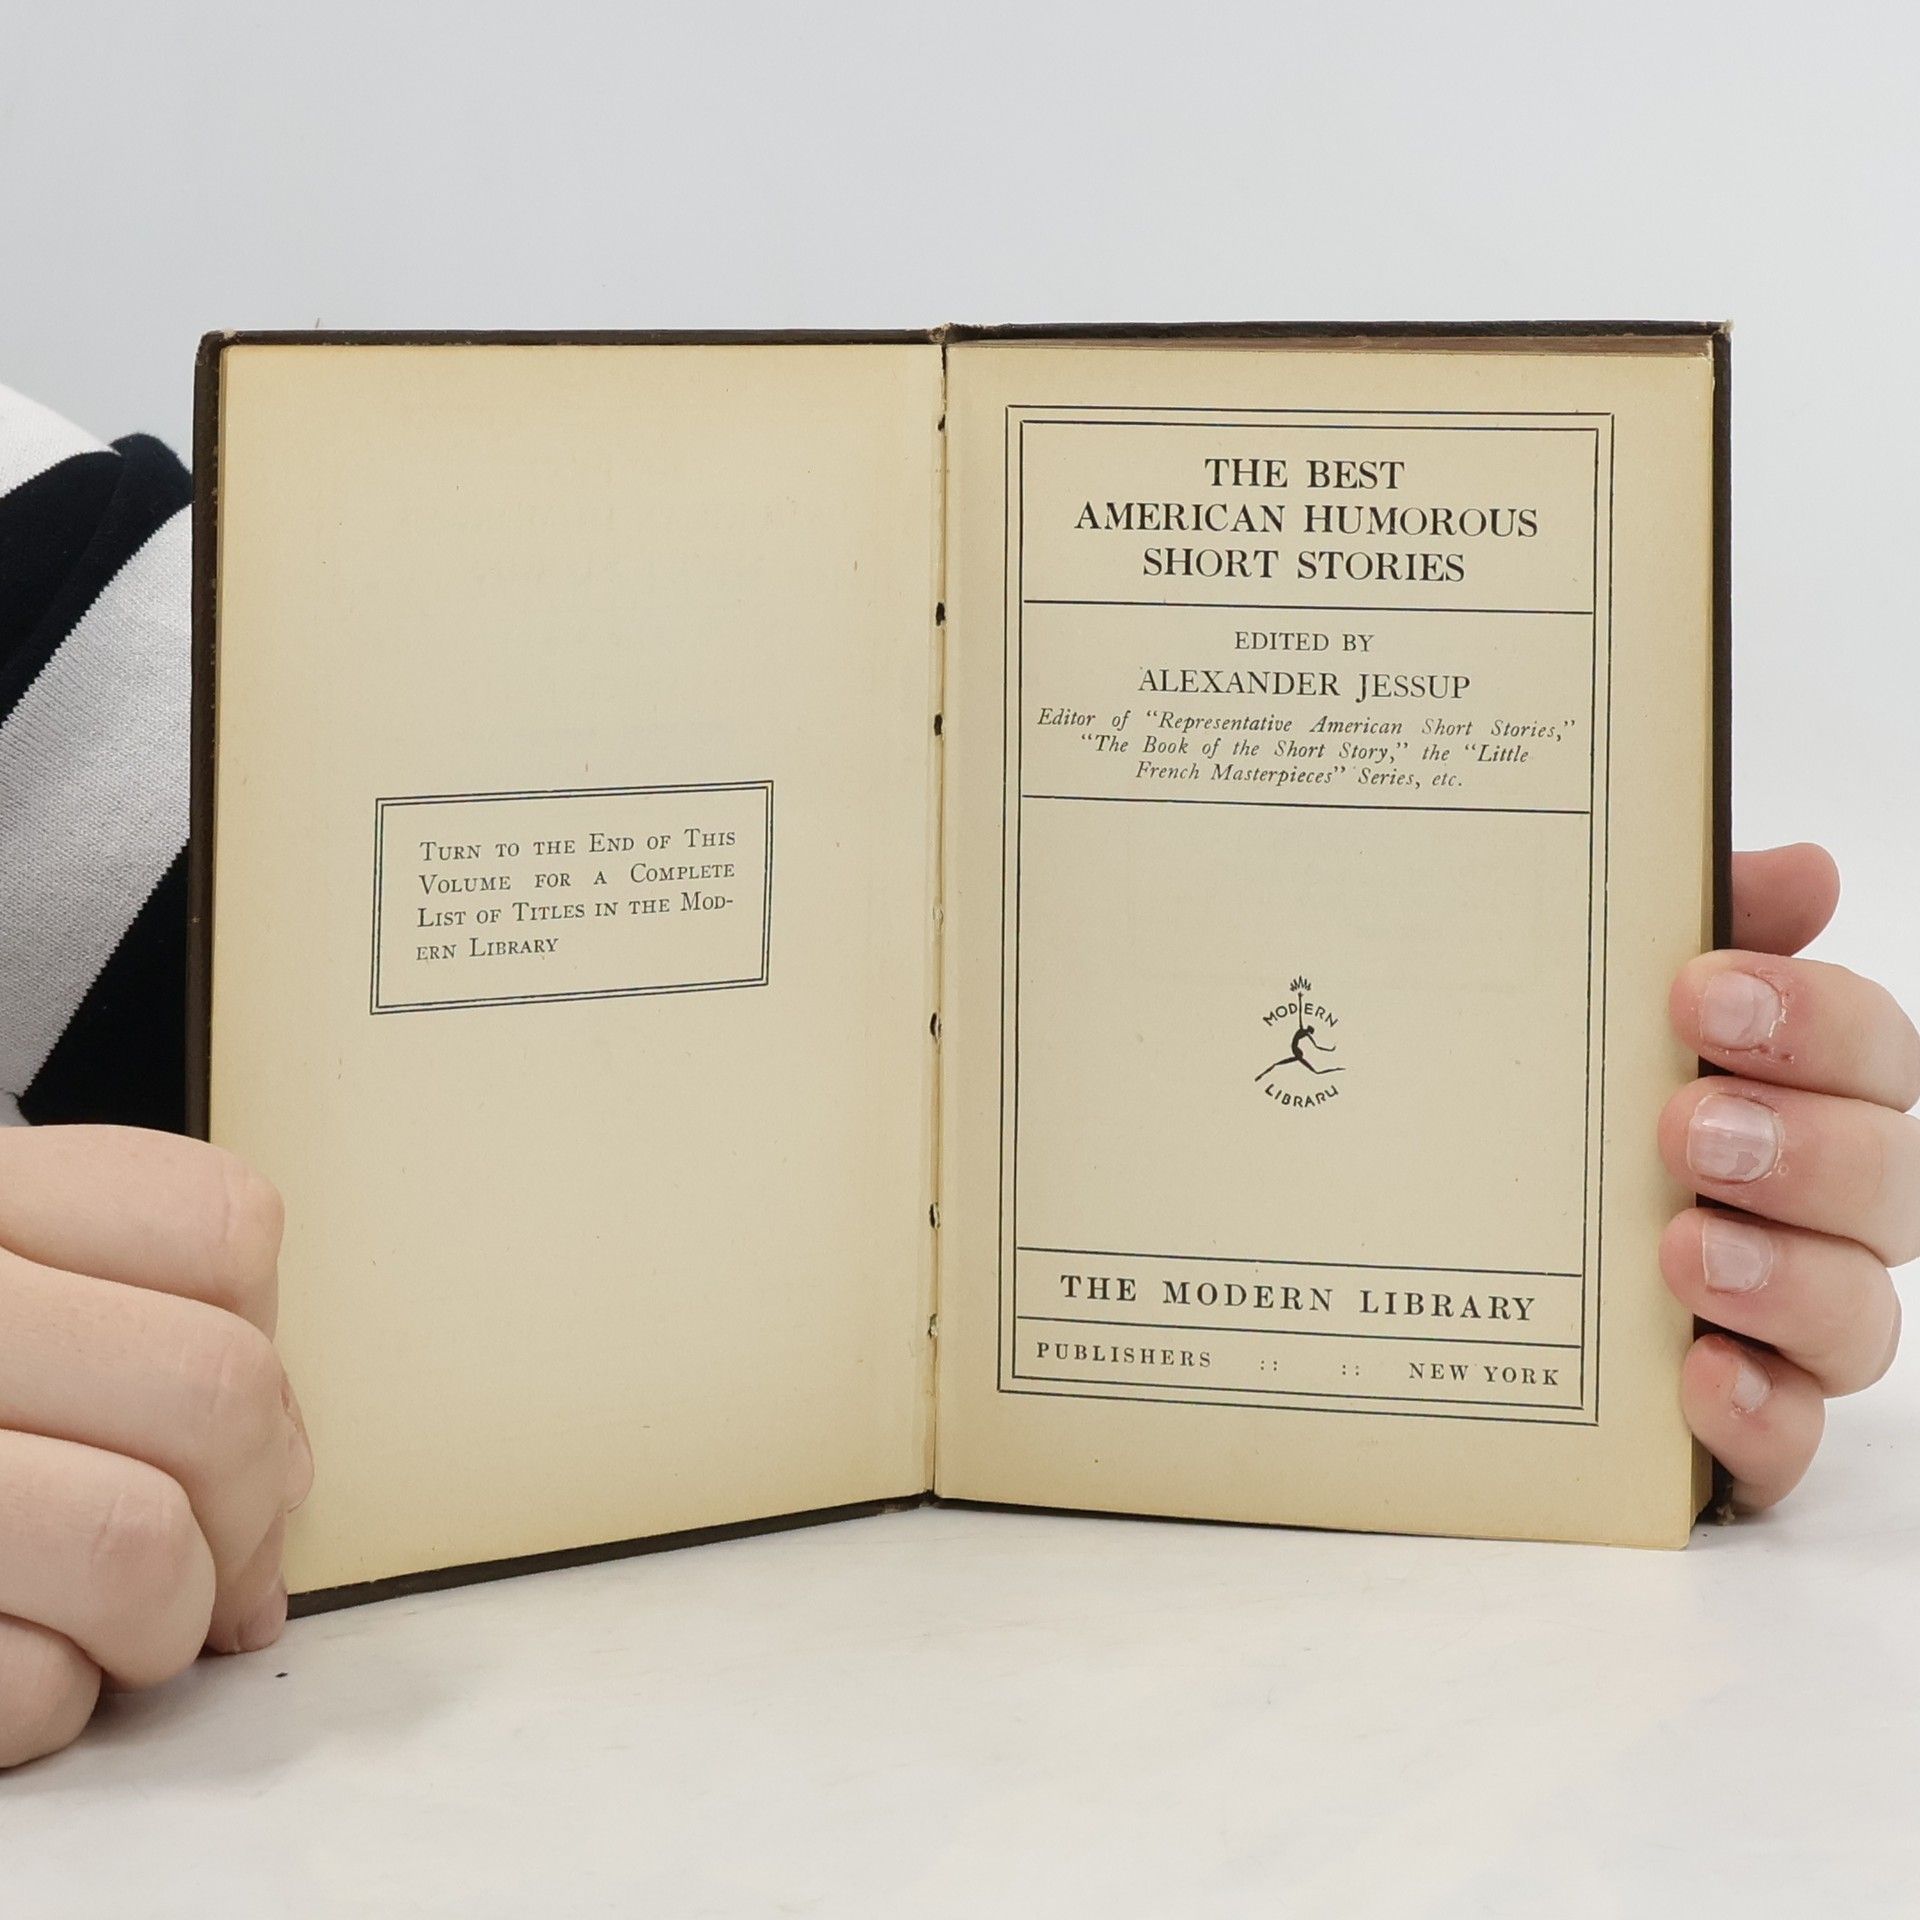 TURN TO THE END OF THIS
VOLUME FOR A COMPLETE
LIST OF TITLES IN THE MOD-
ERN LIBRARY
THE BEST
AMERICAN HUMOROUS
SHORT STORIES
EDITED BY
ALEXANDER JESSUP
Editor of "Representative American Short Stories,"
"The Book of the Short Story," the "Little
French Masterpieces" Series, etc.
MODERN
LIBRARY
THE MODERN LIBRARY
PUBLISHERS :: :: NEW YORK